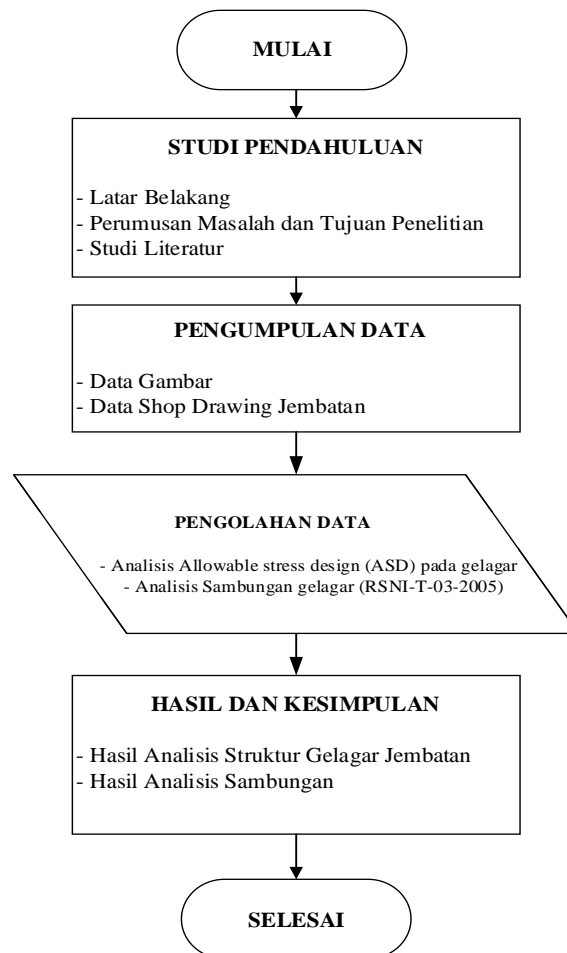 MULAI
STUDI PENDAHULUAN
- Latar Belakang
- Perumusan Masalah dan Tujuan Penelitian
- Studi Literatur
PENGUMPULAN DATA
- Data Gambar
- Data Shop Drawing Jembatan
PENGOLAHAN DATA
- Analisis Allowable stress design (ASD) pada gelagar
- Analisis Sambungan gelagar (RSNI-T-03-2005)
HASIL DAN KESIMPULAN
- Hasil Analisis Struktur Gelagar Jembatan
- Hasil Analisis Sambungan
SELESAI